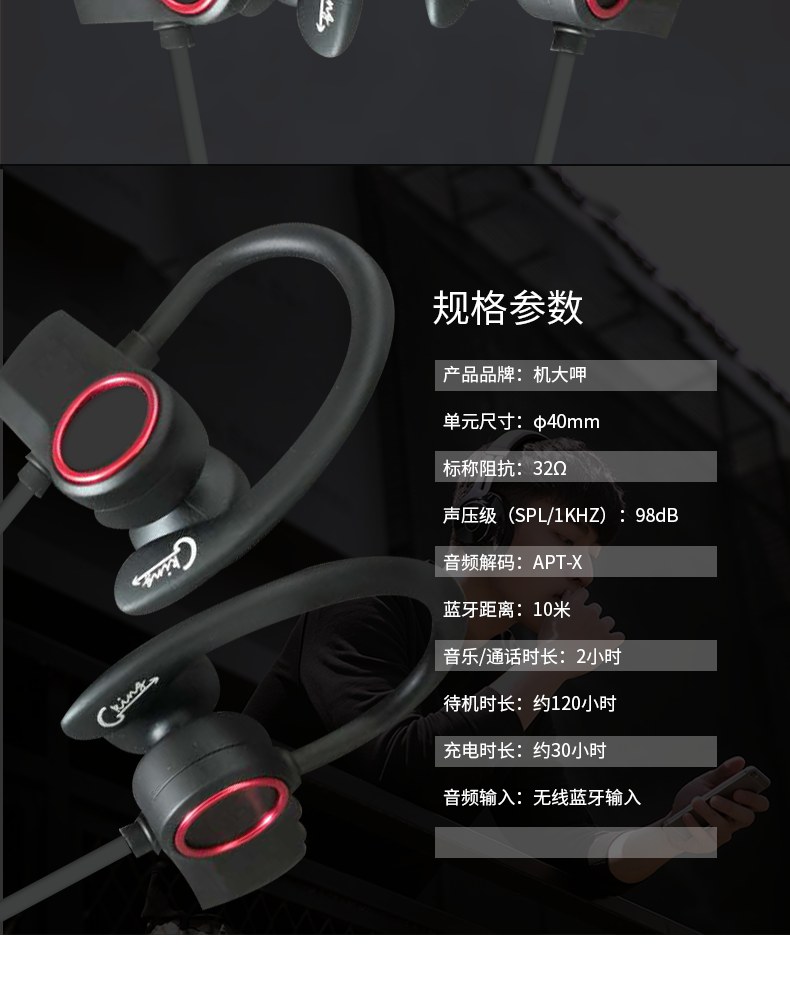 规格参数
产品品牌：机大呷
单元尺寸：φ40mm
标称阻抗：32Ω
声压级（SPL/1KHZ）：98dB
音频解码：APT-X
蓝牙距离：10米
音乐/通话时长：2小时
待机时长：约120小时
充电时长：约30小时
音频输入：无线蓝牙输入
Cking
Cking